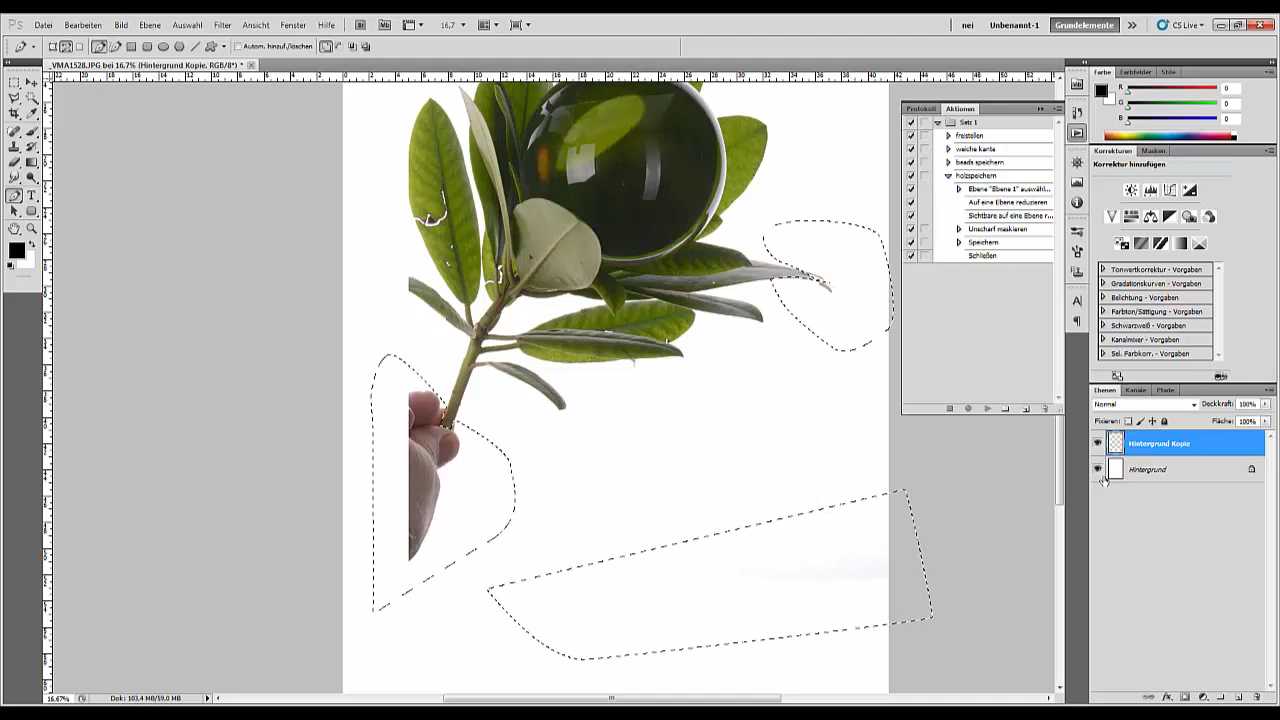 Ps Datei Bearbeiten Bild Ebene Auswahl Filter Ansicht Fenster Hilfe Br Mb 16,7 nei Unbenannt-1 Grundelemente CS Live
Autom. hinzuf./löschen
_VMA1528.JPG bei 16,7% (Hintergrund Kopie, RGB/8*) *
Farbe Farbfelder Stile
R 0
G 0
B 0
Protokoll Aktionen
Satz 1
freistellen
weiche kante
beads speichern
holzspeichern
Ebene "Ebene 1" auswähl...
Auf eine Ebene reduzieren
Sichtbare auf eine Ebene r...
Unscharf maskieren
Speichern
Schließen
Korrekturen Masken
Korrektur hinzufügen
Tonwertkorrektur - Vorgaben
Gradationskurven - Vorgaben
Belichtung - Vorgaben
Farbton/Sättigung - Vorgaben
Schwarzweiß - Vorgaben
Kanalmixer - Vorgaben
Sel. Farbkorr. - Vorgaben
Ebenen Kanäle Pfade
Normal Deckkraft: 100%
Fixieren: Fläche: 100%
Hintergrund Kopie
Hintergrund
16,67% Dok: 103,4 MB/59,0 MB